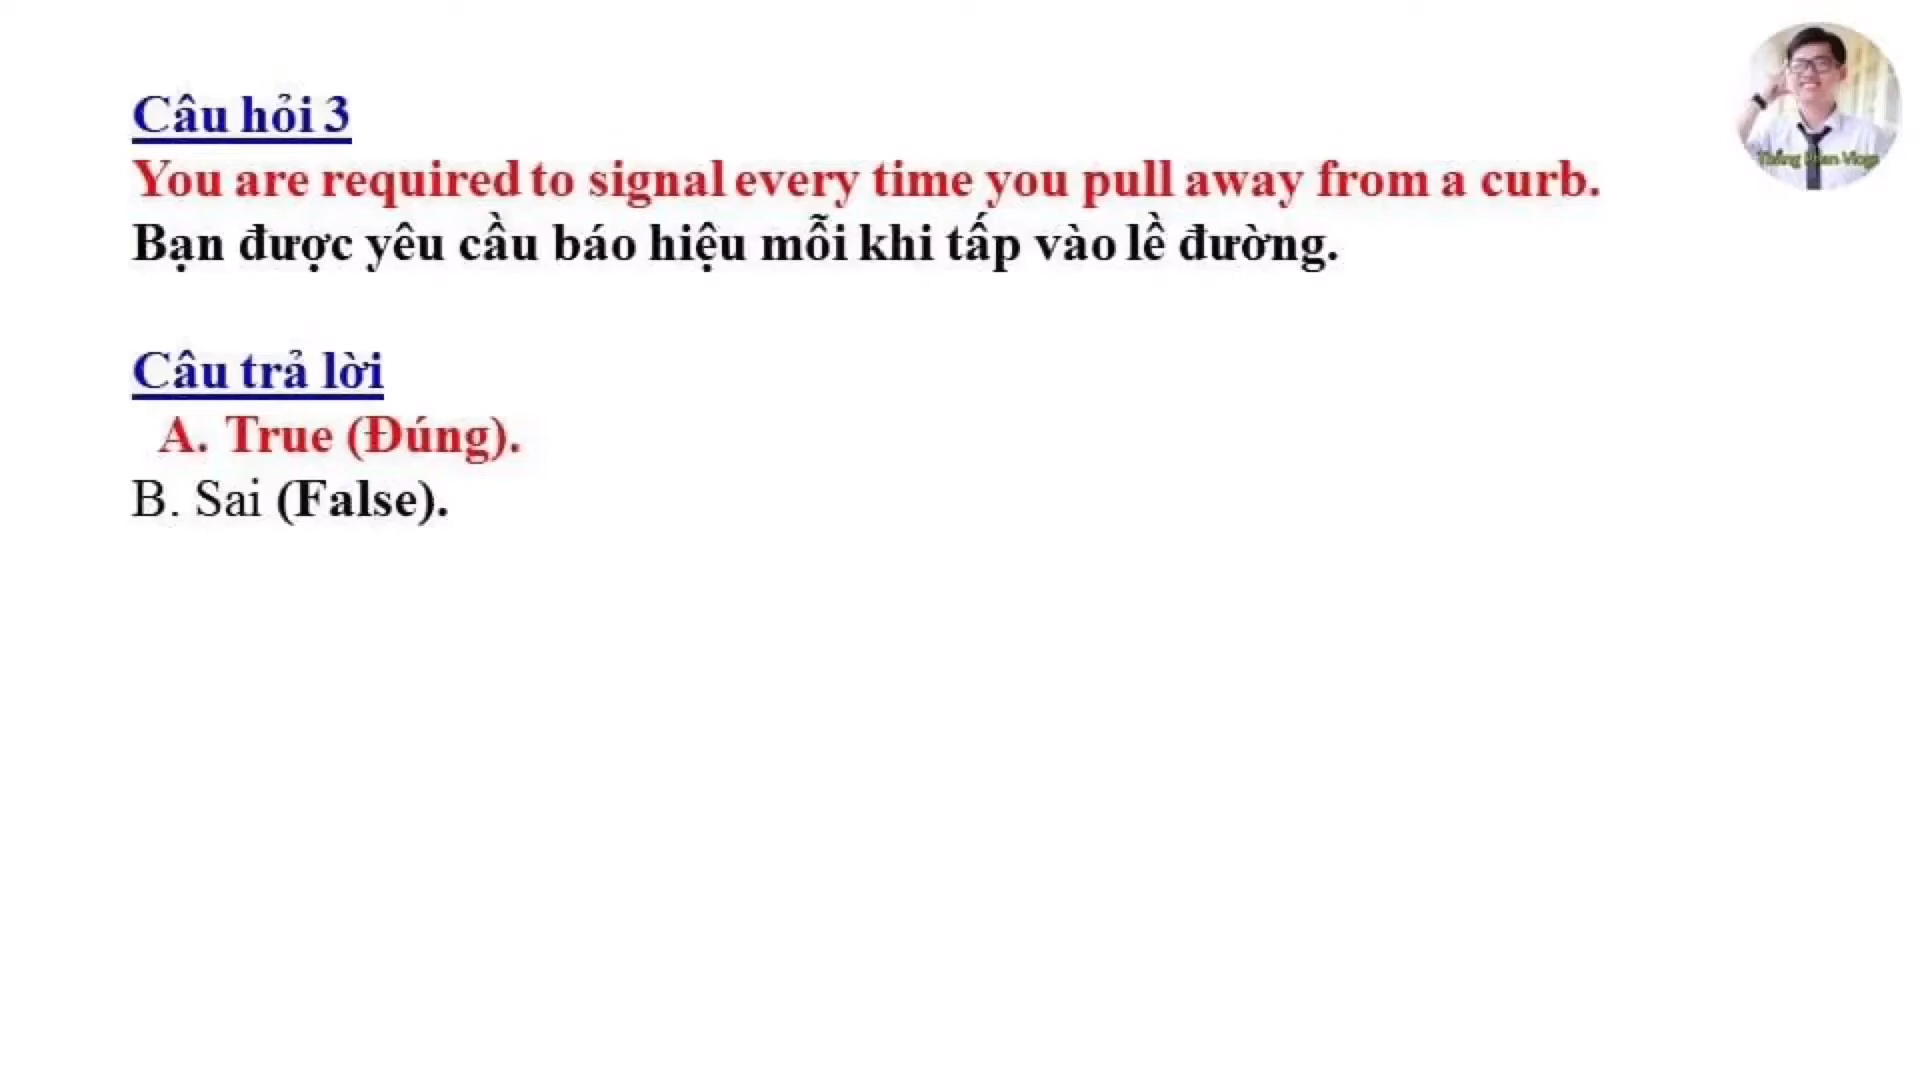 Câu hỏi 3
You are required to signal every time you pull away from a curb.
Bạn được yêu cầu báo hiệu mỗi khi tấp vào lề đường.
Câu trả lời
A. True (Đúng).
B. Sai (False).